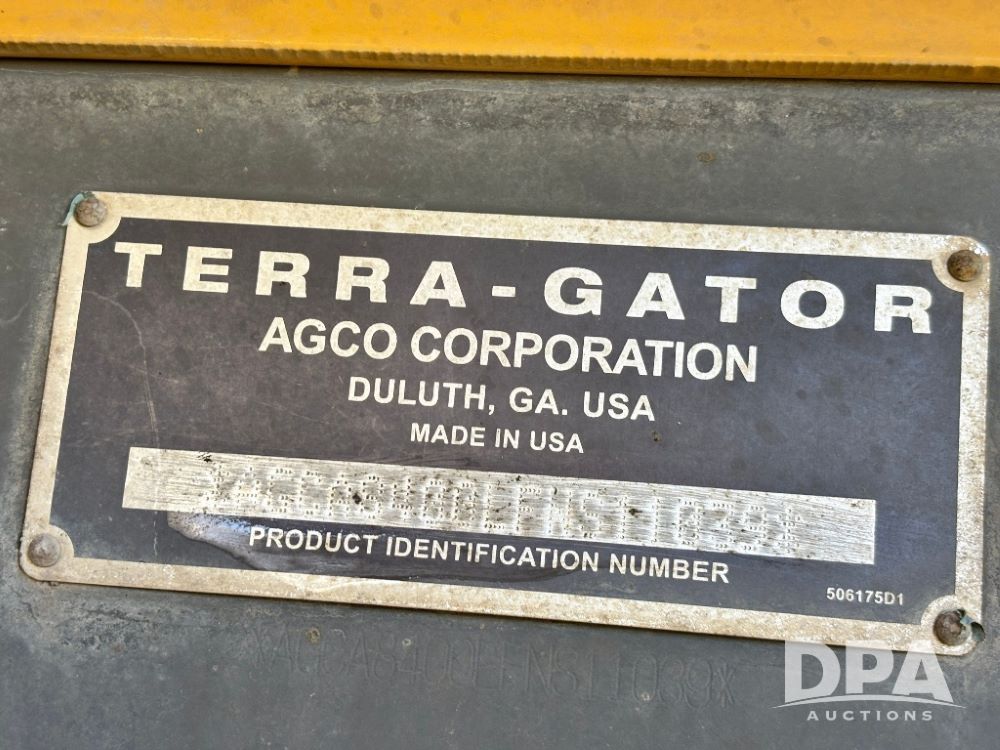 TERRA-GATOR
AGCO CORPORATION
DULUTH, GA. USA
MADE IN USA
PRODUCT IDENTIFICATION NUMBER
506175D1
DPA
AUCTIONS